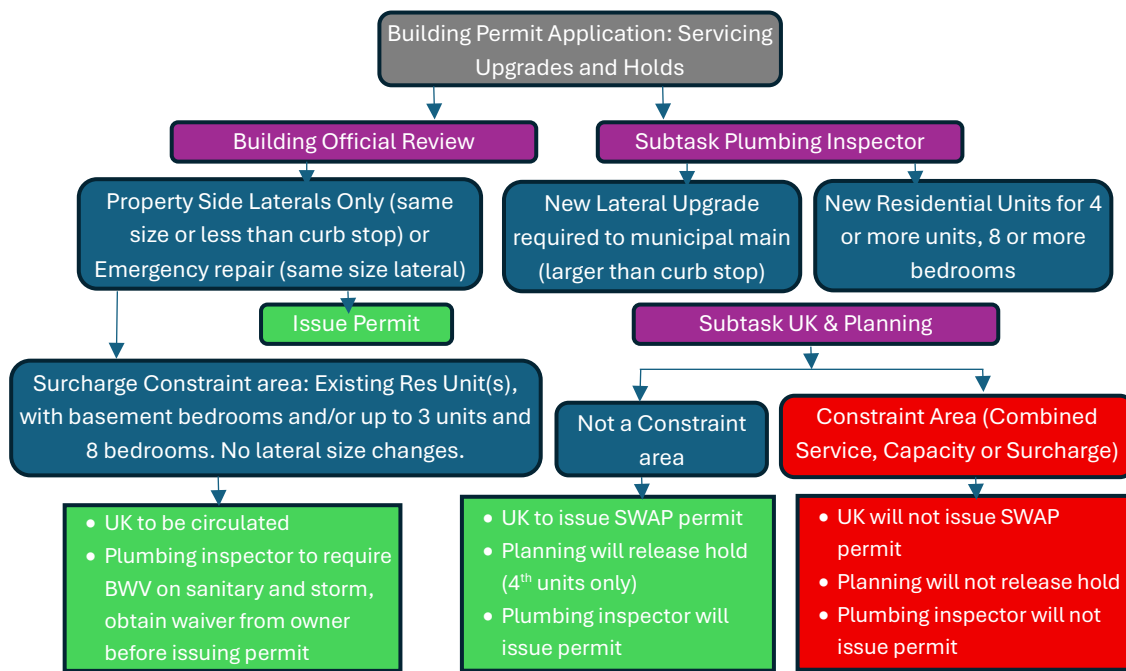 Building Permit Application: Servicing
Upgrades and Holds
Building Official Review
Subtask Plumbing Inspector
Property Side Laterals Only (same
size or less than curb stop) or
Emergency repair (same size lateral)
New Lateral Upgrade
required to municipal main
(larger than curb stop)
New Residential Units for 4
or more units, 8 or more
bedrooms
Issue Permit
Subtask UK & Planning
Surcharge Constraint area: Existing Res Unit(s),
with basement bedrooms and/or up to 3 units and
8 bedrooms. No lateral size changes.
Not a Constraint
area
Constraint Area (Combined
Service, Capacity or Surcharge)
• UK to be circulated
• Plumbing inspector to require
BWV on sanitary and storm,
obtain waiver from owner
before issuing permit
• UK to issue SWAP permit
• Planning will release hold
(4th units only)
• Plumbing inspector will
issue permit
• UK will not issue SWAP
permit
• Planning will not release hold
• Plumbing inspector will not
issue permit